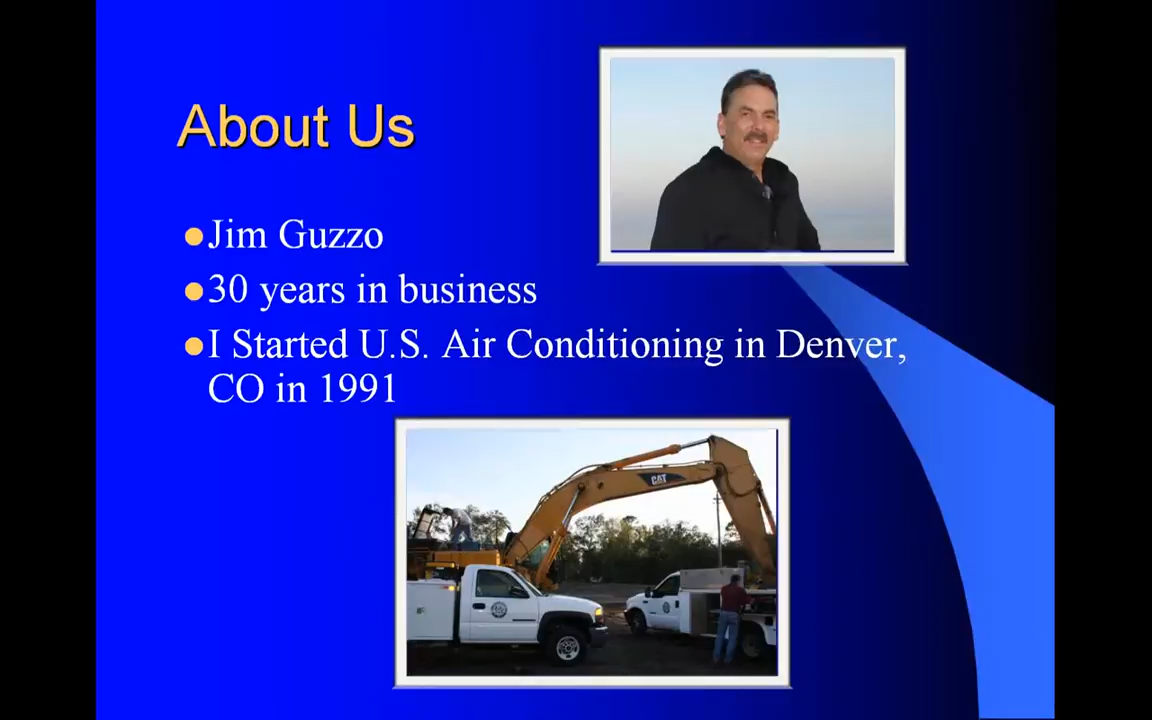 About Us
Jim Guzzo
30 years in business
I Started U.S. Air Conditioning in Denver,
CO in 1991
CAT